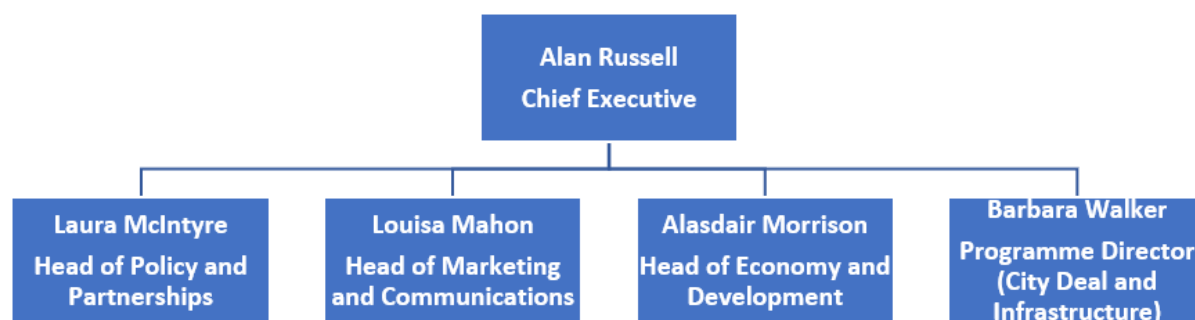 Alan Russell
Chief Executive
Laura McIntyre
Head of Policy and
Partnerships
Louisa Mahon
Head of Marketing
and Communications
Alasdair Morrison
Head of Economy and
Development
Barbara Walker
Programme Director
(City Deal and
Infrastructure)